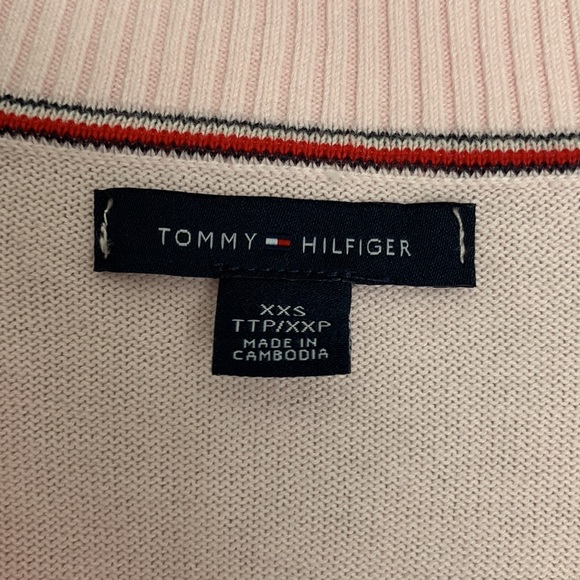 TOMMY HILFIGER
XXS
TTP/XXP
MADE IN
CAMBODIA